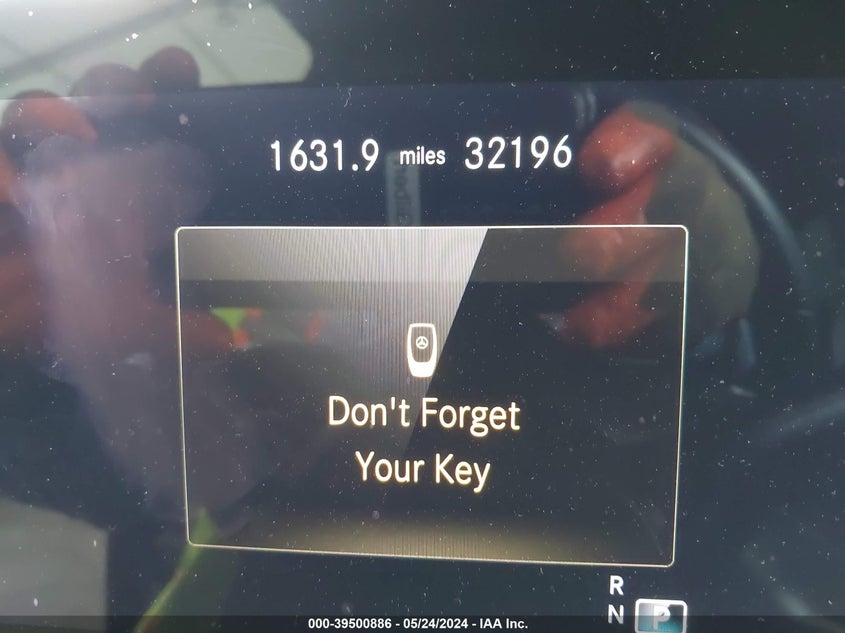 1631.9 miles 32196
Don't Forget
Your Key
R
N
P
000-39500886 - 05/24/2024 - IAA Inc.